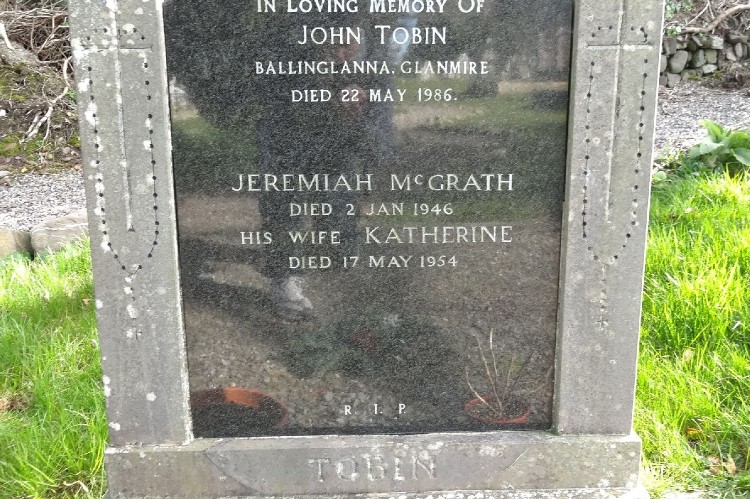 IN LOVING MEMORY OF
JOHN TOBIN
BALLINGLANNA, GLANMIRE
DIED 22 MAY 1986.
JEREMIAH McGRATH
DIED 2 JAN 1946
HIS WIFE KATHERINE
DIED 17 MAY 1954
R. I. P.
TOBIN